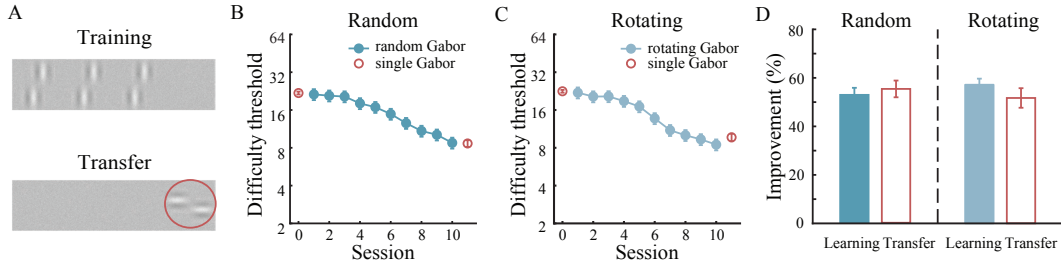 A
Training
Transfer
B
Random
Difficulty threshold
64
32
16
8
4
2
random Gabor
single Gabor
0 2 4 6 8 10
Session
C
Rotating
Difficulty threshold
64
32
16
8
4
2
rotating Gabor
single Gabor
0 2 4 6 8 10
Session
D
Random Rotating
Improvement (%)
80
60
40
20
0
Learning Transfer Learning Transfer